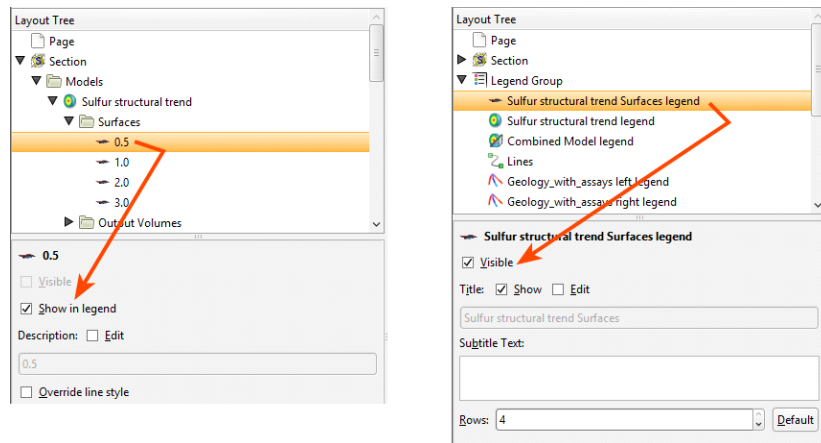 Layout Tree
Page
Section
Models
Sulfur structural trend
Surfaces
0.5
1.0
2.0
3.0
Output Volumes
0.5
Visible
Show in legend
Description: Edit
0.5
Override line style
Layout Tree
Page
Section
Legend Group
Sulfur structural trend Surfaces legend
Sulfur structural trend legend
Combined Model legend
Lines
Geology_with_assays left legend
Geology_with_assays right legend
Sulfur structural trend Surfaces legend
Visible
Title: Show Edit
Sulfur structural trend Surfaces
Subtitle Text:
Rows: 4 Default